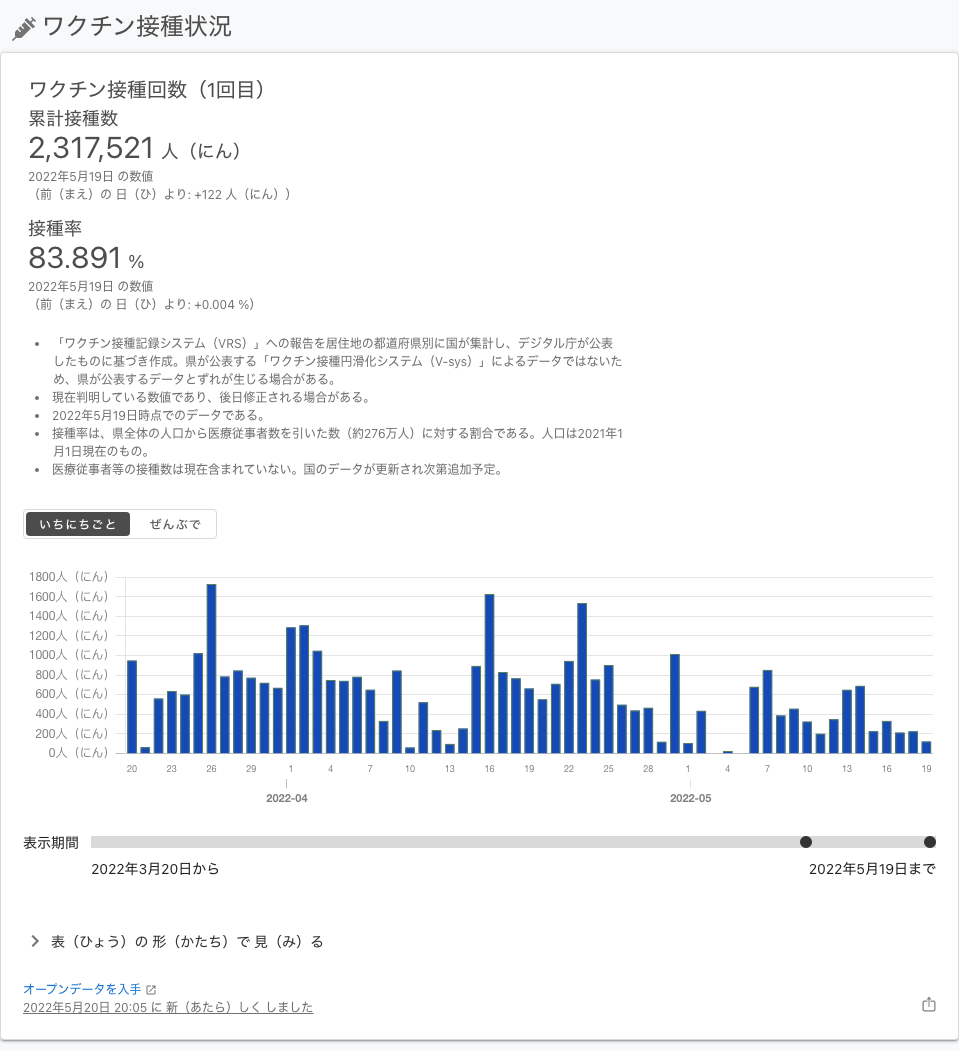 ワクチン接種状況
ワクチン接種回数（1回目）
累計接種数
2,317,521 人（にん）
2022年5月19日 の数値
（前（まえ）の 日（ひ）より: +122 人（にん））
接種率
83.891 %
2022年5月19日 の数値
（前（まえ）の 日（ひ）より: +0.004 %）
• 「ワクチン接種記録システム（VRS）」への報告を居住地の都道府県別に国が集計し、デジタル庁が公表
したものに基づき作成。県が公表する「ワクチン接種円滑化システム（V-sys）」によるデータではないた
め、県が公表するデータとずれが生じる場合がある。
• 現在判明している数値であり、後日修正される場合がある。
• 2022年5月19日時点でのデータである。
• 接種率は、県全体の人口から医療従事者数を引いた数（約276万人）に対する割合である。人口は2021年1
月1日現在のもの。
• 医療従事者等の接種数は現在含まれていない。国のデータが更新され次第追加予定。
いちにちごと ぜんぶで
1800人（にん）
1600人（にん）
1400人（にん）
1200人（にん）
1000人（にん）
800人（にん）
600人（にん）
400人（にん）
200人（にん）
0人（にん）
20 23 26 29 1 4 7 10 13 16 19 22 25 28 1 4 7 10 13 16 19
2022-04 2022-05
表示期間
2022年3月20日から 2022年5月19日まで
表（ひょう）の 形（かたち）で 見（み）る
オープンデータを入手
2022年5月20日 20:05 に 新（あたら）しく しました